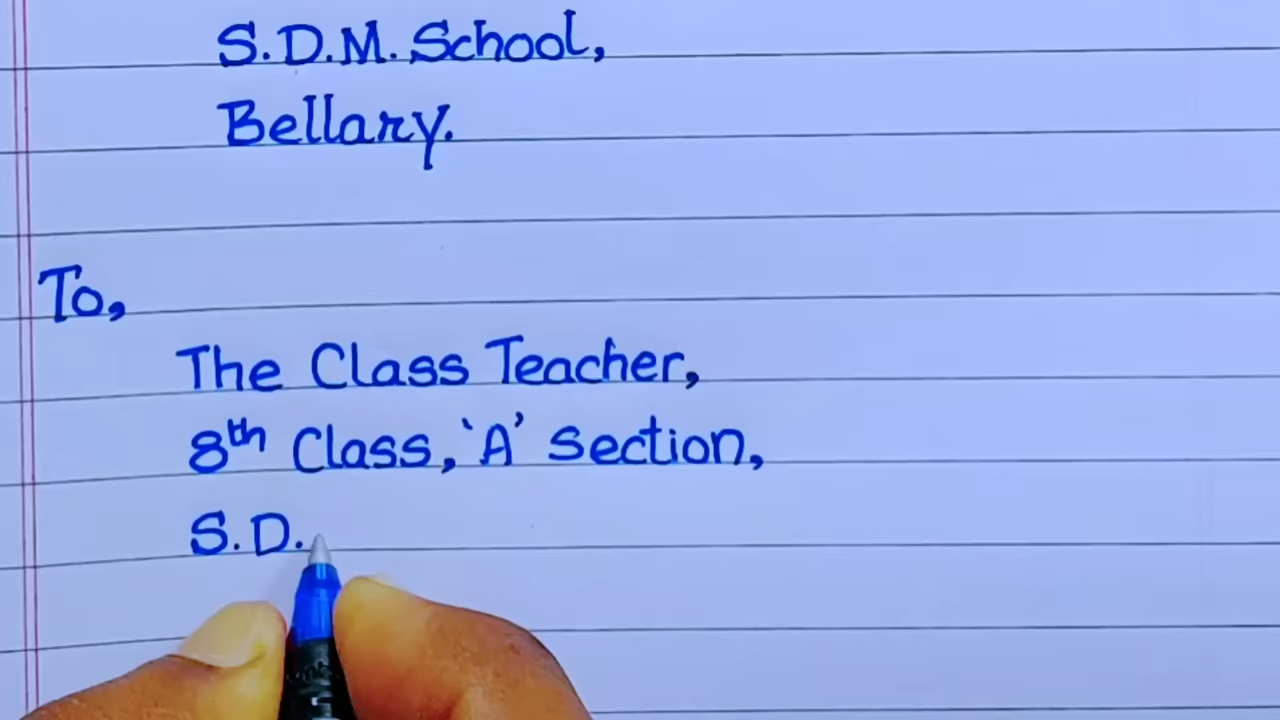 S.D.M. School,
Bellary.
To,
The Class Teacher,
8th Class, 'A' Section,
S.D.